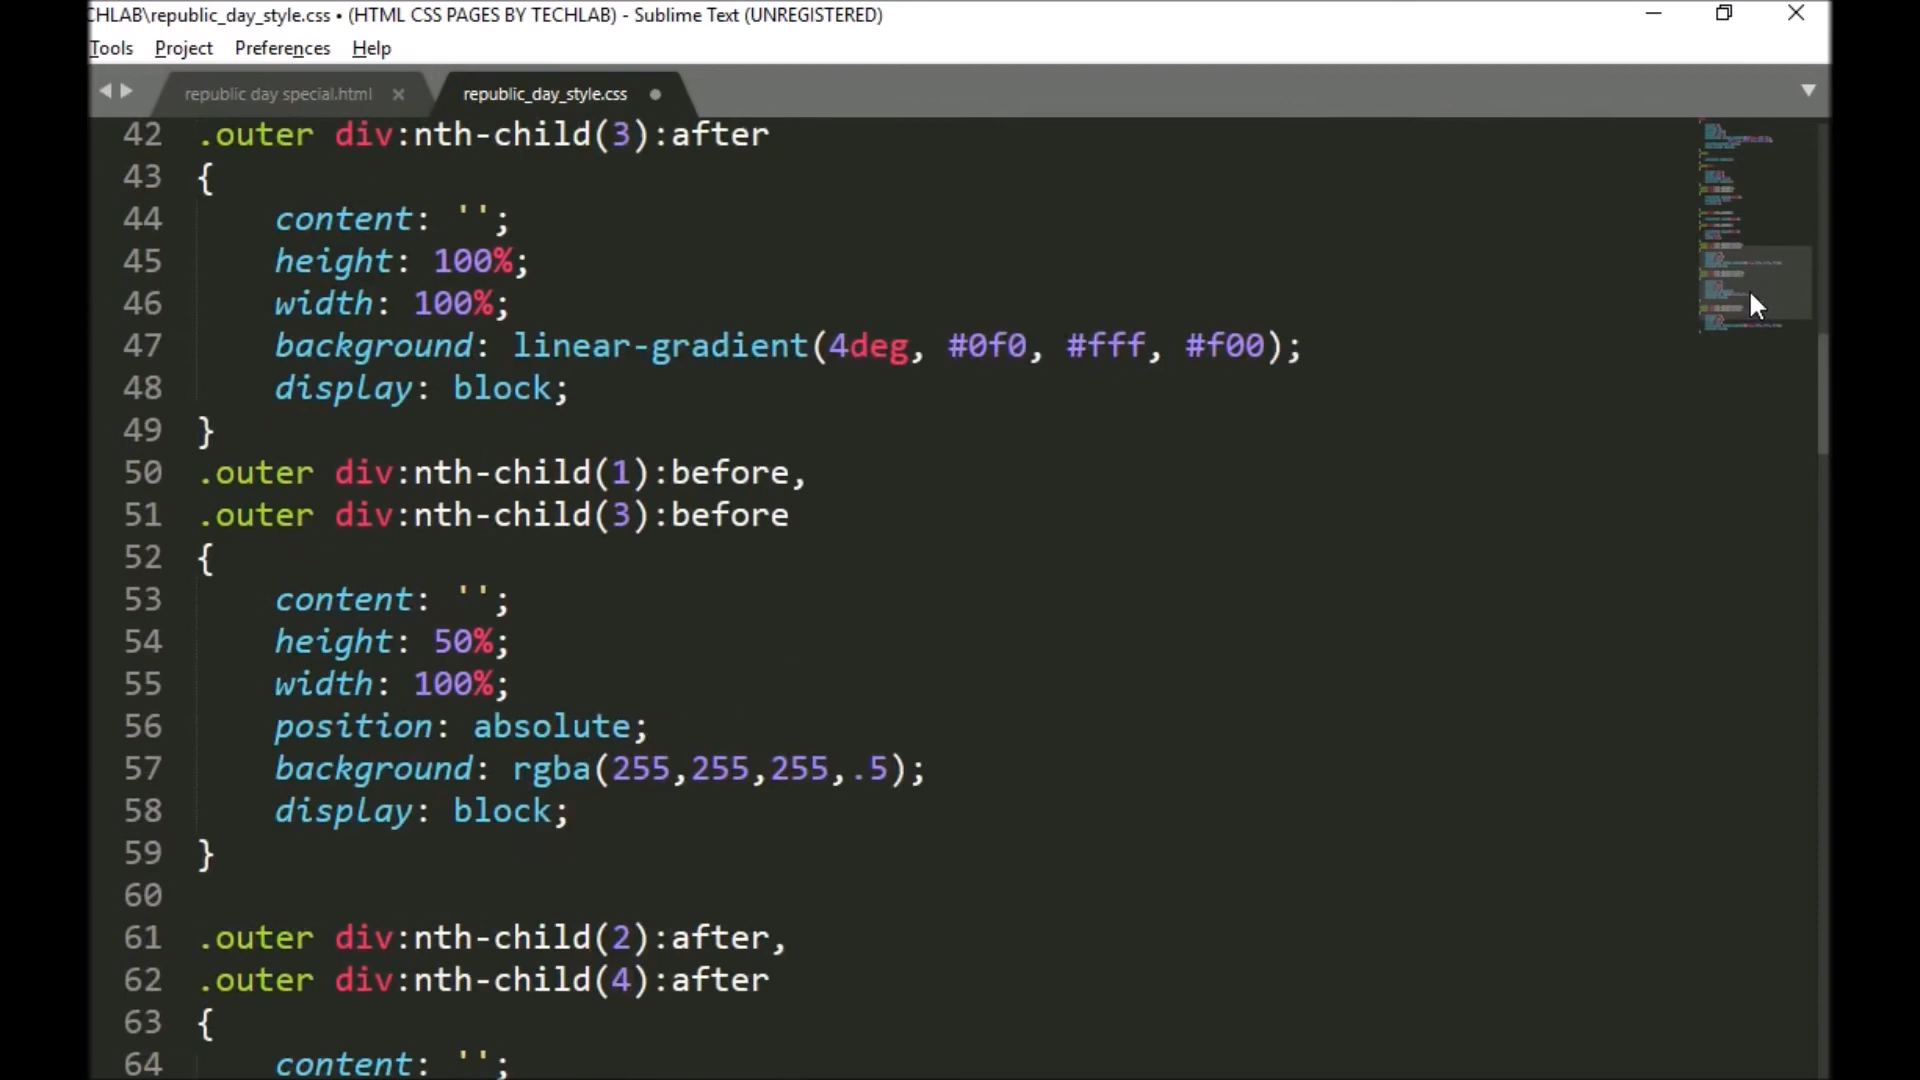 CHLAB\republic_day_style.css • (HTML CSS PAGES BY TECHLAB) - Sublime Text (UNREGISTERED)
Tools Project Preferences Help
republic day special.html republic_day_style.css
42 .outer div:nth-child(3):after
43 {
44 content: '';
45 height: 100%;
46 width: 100%;
47 background: linear-gradient(4deg, #0f0, #fff, #f00);
48 display: block;
49 }
50 .outer div:nth-child(1):before,
51 .outer div:nth-child(3):before
52 {
53 content: '';
54 height: 50%;
55 width: 100%;
56 position: absolute;
57 background: rgba(255,255,255,.5);
58 display: block;
59 }
60
61 .outer div:nth-child(2):after,
62 .outer div:nth-child(4):after
63 {
64 content: '';